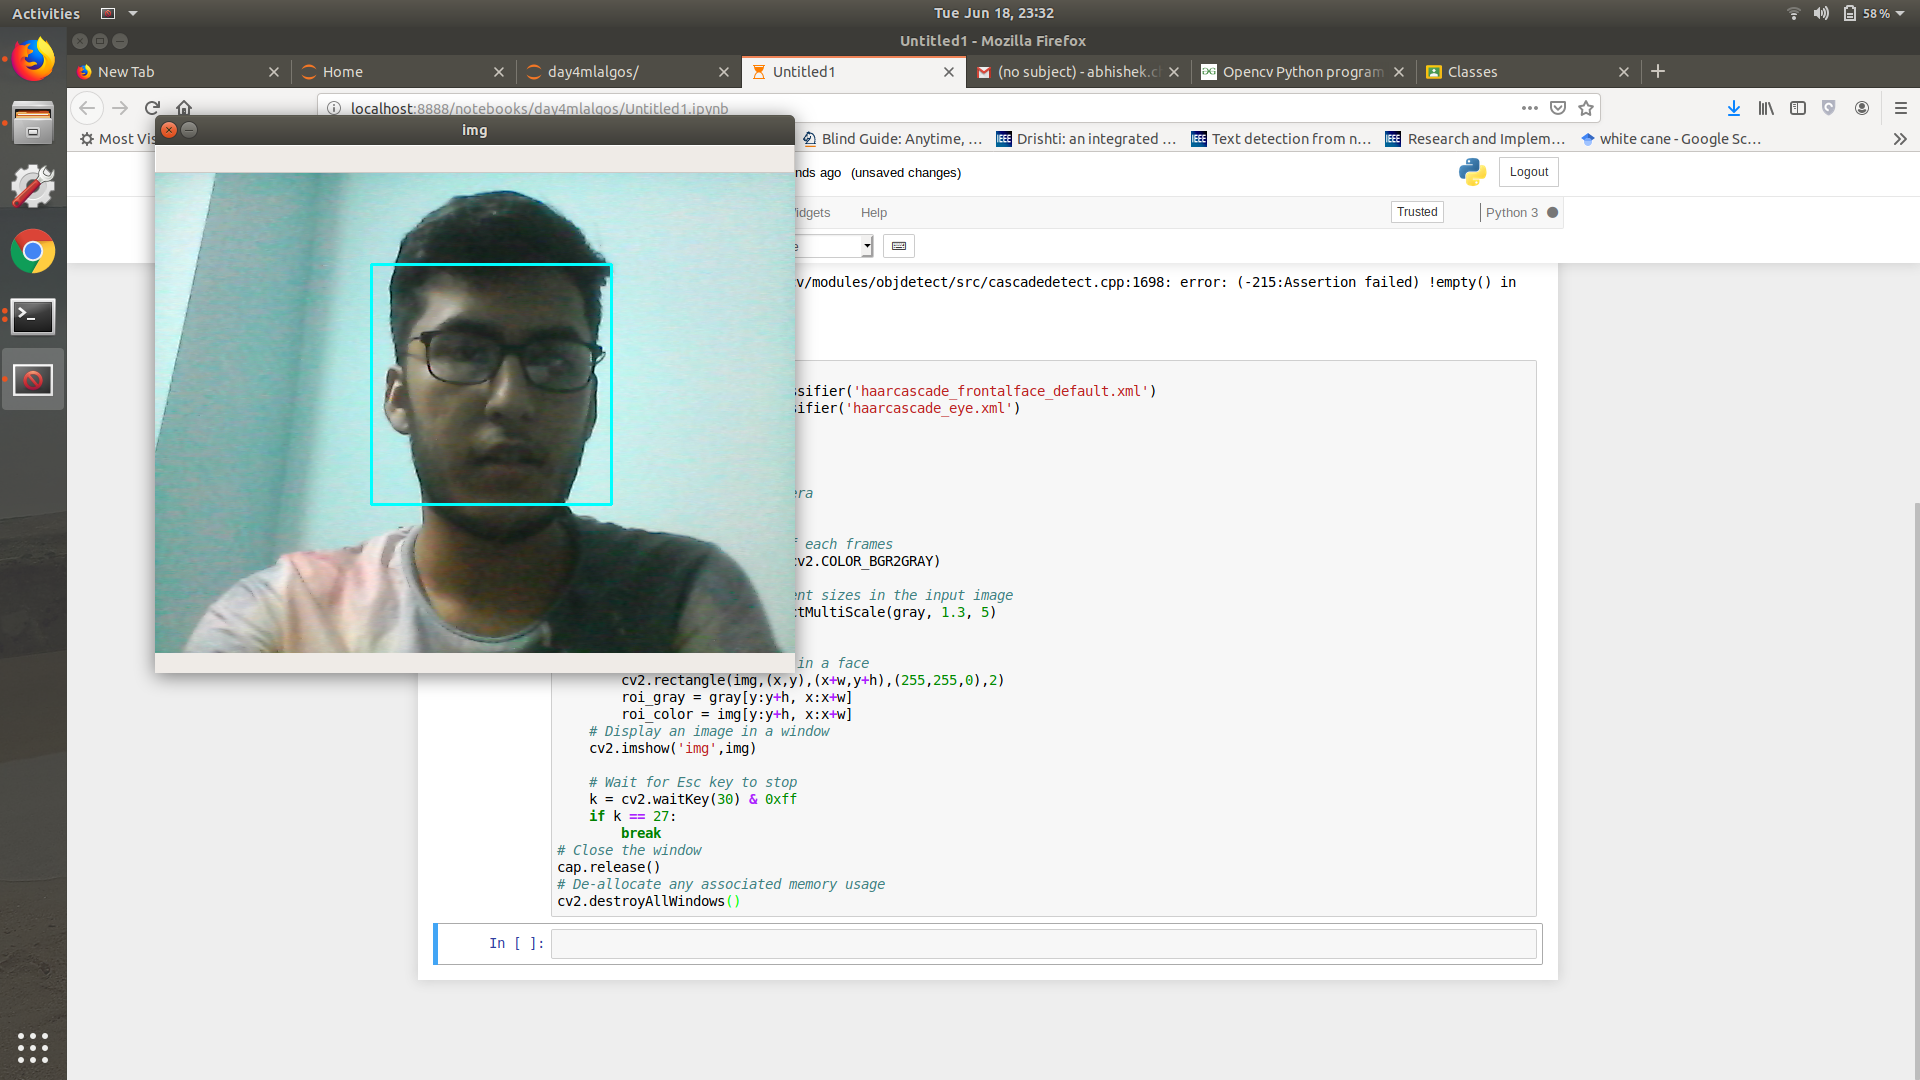 Activities
Tue Jun 18, 23:32
58 %
Untitled1 - Mozilla Firefox
New Tab
Home
day4mlalgos/
Untitled1
(no subject) - abhishek.c
Opencv Python program
Classes
localhost:8888/notebooks/day4mlalgos/Untitled1.ipynb
Most Vis
Blind Guide: Anytime, …
IEEE Drishti: an integrated …
IEEE Text detection from n…
IEEE Research and Implem…
white cane - Google Sc…
img
nds ago (unsaved changes)
Logout
idgets
Help
Trusted
Python 3
v/modules/objdetect/src/cascadedetect.cpp:1698: error: (-215:Assertion failed) !empty() in
ssifier('haarcascade_frontalface_default.xml')
sifier('haarcascade_eye.xml')
era
f each frames
cv2.COLOR_BGR2GRAY)
ent sizes in the input image
ctMultiScale(gray, 1.3, 5)
in a face
cv2.rectangle(img,(x,y),(x+w,y+h),(255,255,0),2)
roi_gray = gray[y:y+h, x:x+w]
roi_color = img[y:y+h, x:x+w]
# Display an image in a window
cv2.imshow('img',img)
# Wait for Esc key to stop
k = cv2.waitKey(30) & 0xff
if k == 27:
break
# Close the window
cap.release()
# De-allocate any associated memory usage
cv2.destroyAllWindows()
In [ ]: